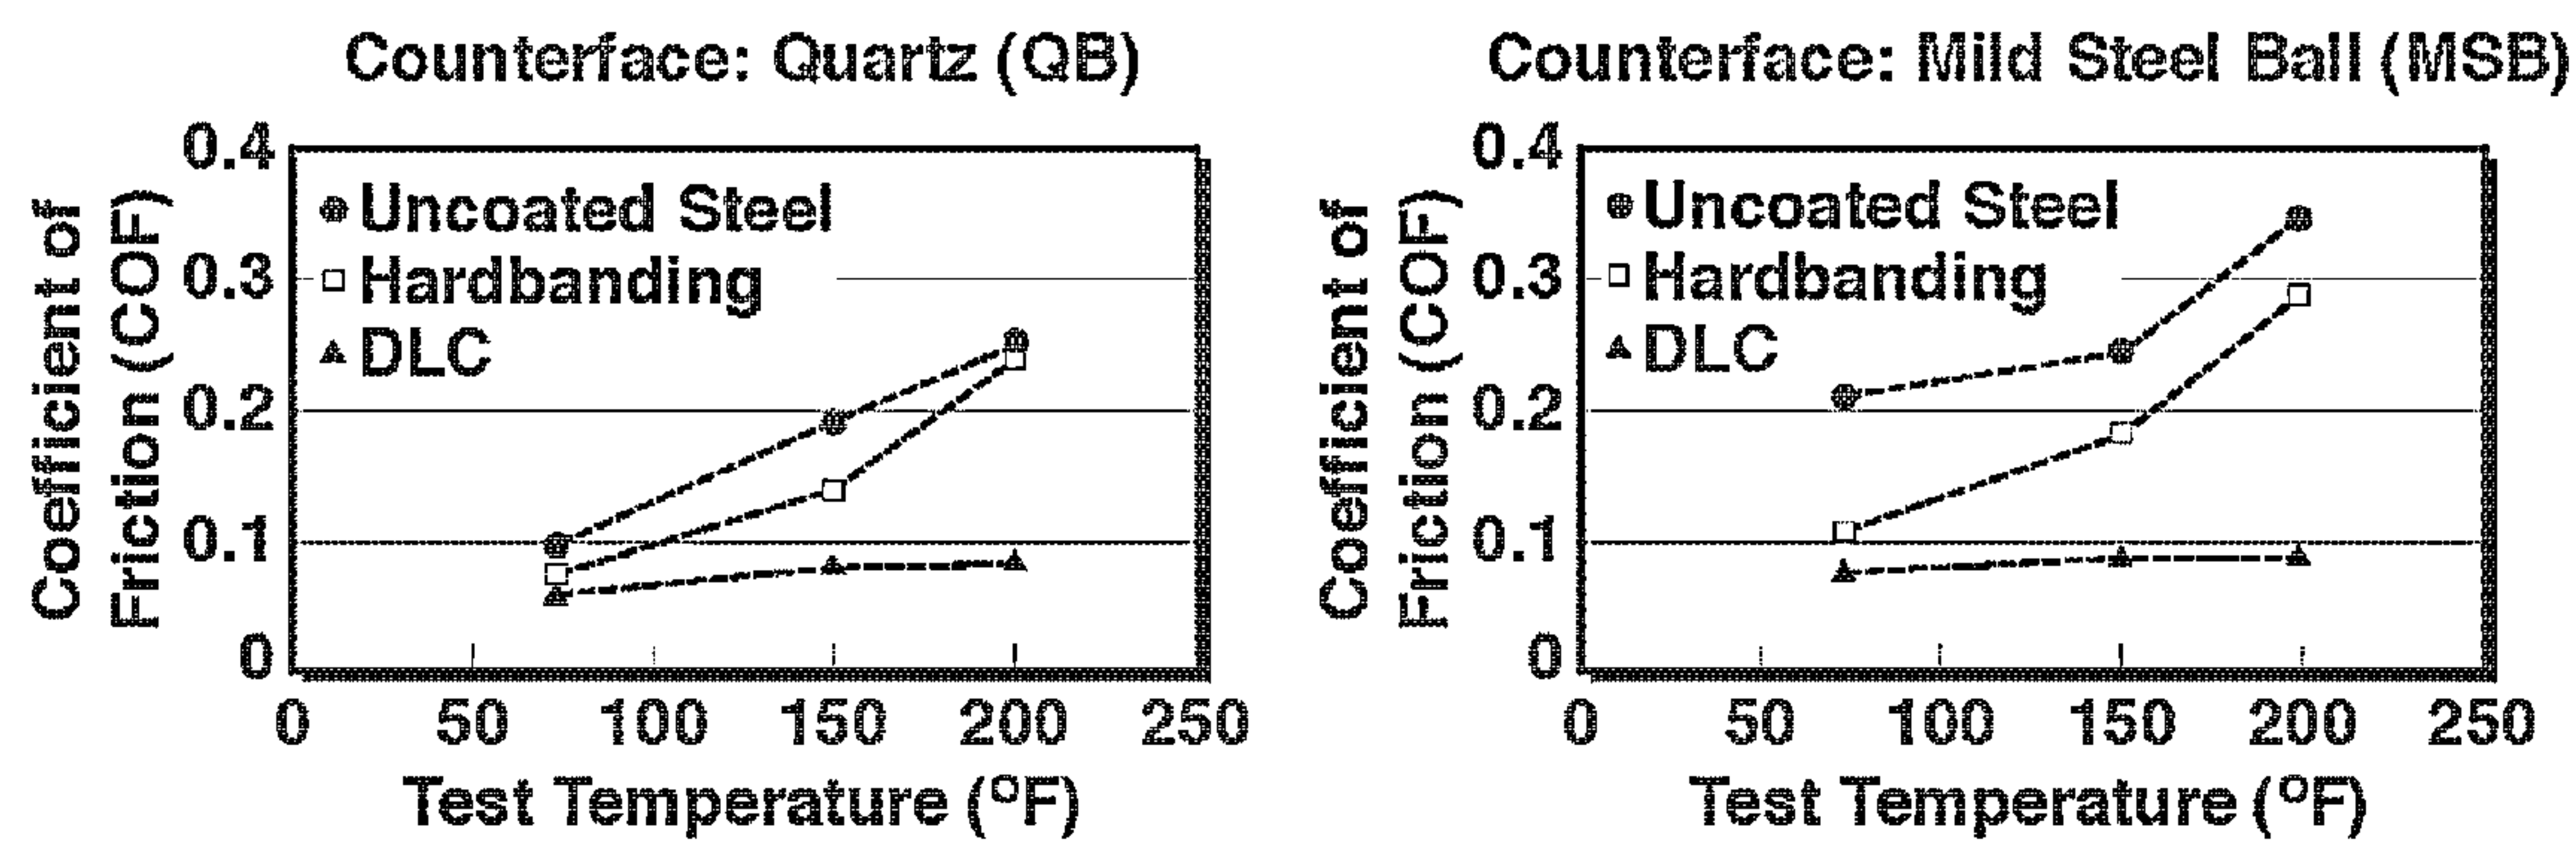 Counterface: Quartz (QB)
Coefficient of
Friction (COF)
0.4
0.3
0.2
0.1
0
Uncoated Steel
Hardbanding
DLC
0 50 100 150 200 250
Test Temperature (°F)
Counterface: Mild Steel Ball (MSB)
Coefficient of
Friction (COF)
0.4
0.3
0.2
0.1
0
Uncoated Steel
Hardbanding
DLC
0 50 100 150 200 250
Test Temperature (°F)